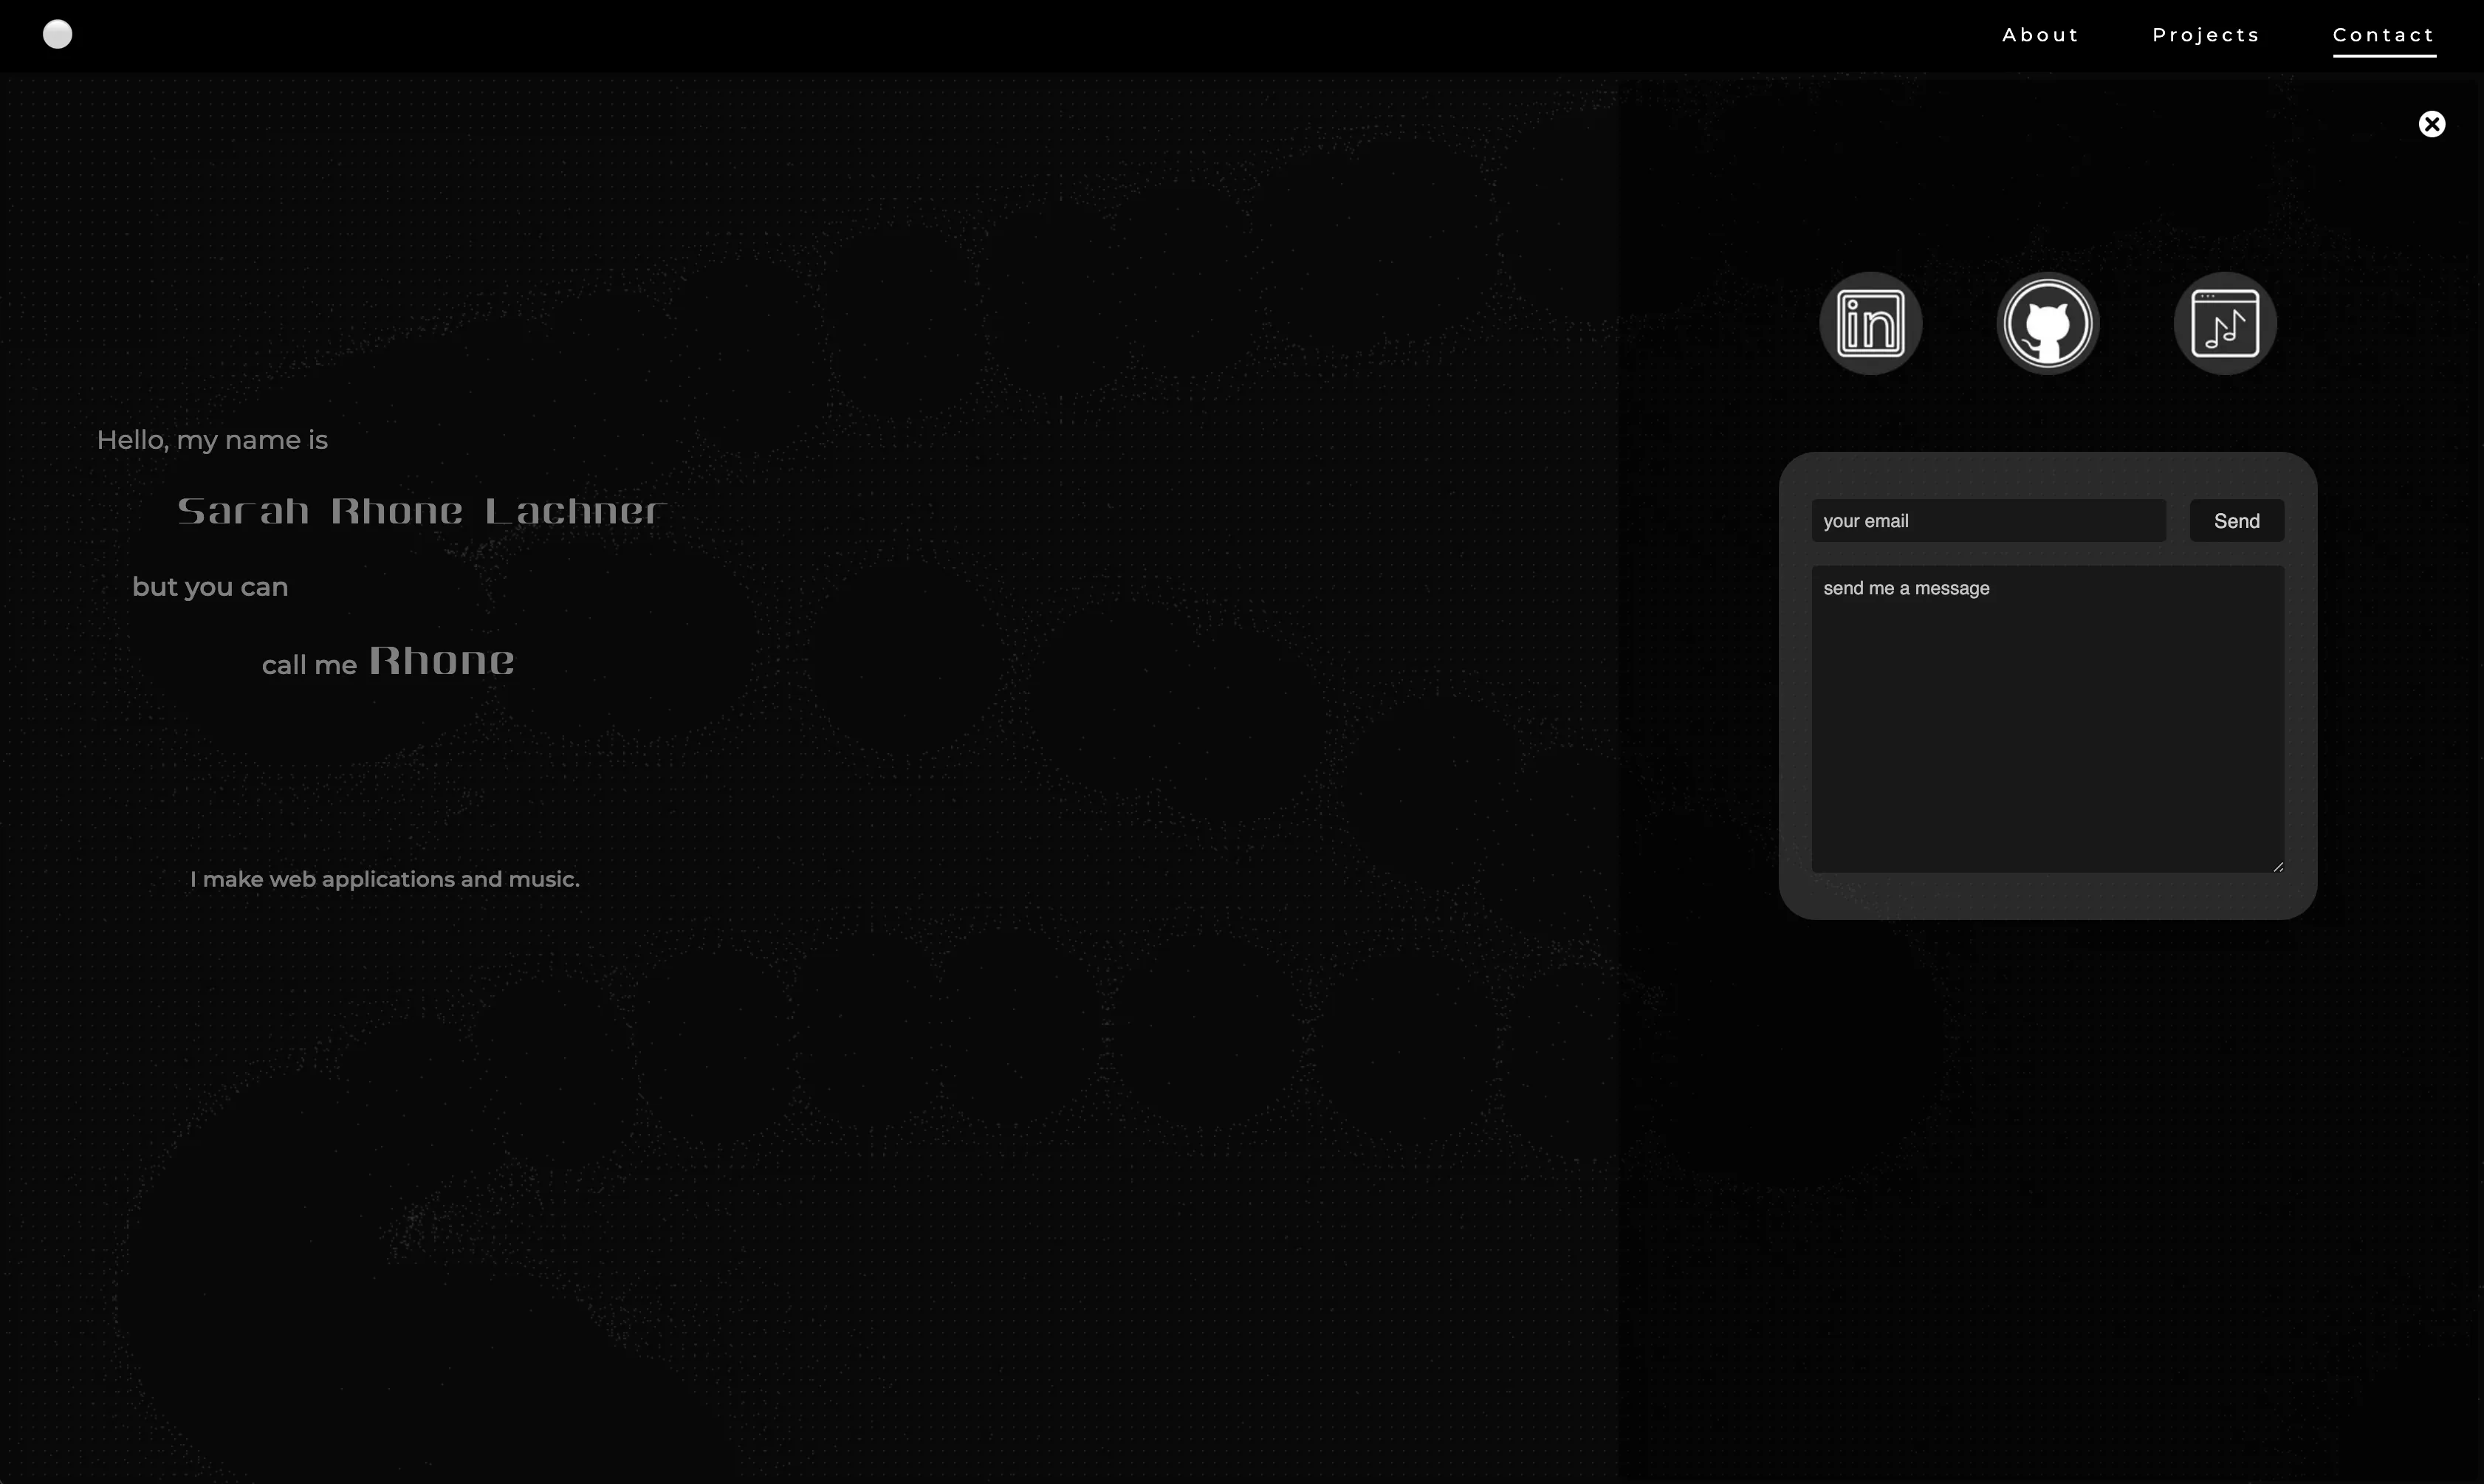 About Projects Contact
Hello, my name is
Sarah Rhone Lachner
but you can
call me Rhone
I make web applications and music.
in
your email Send
send me a message